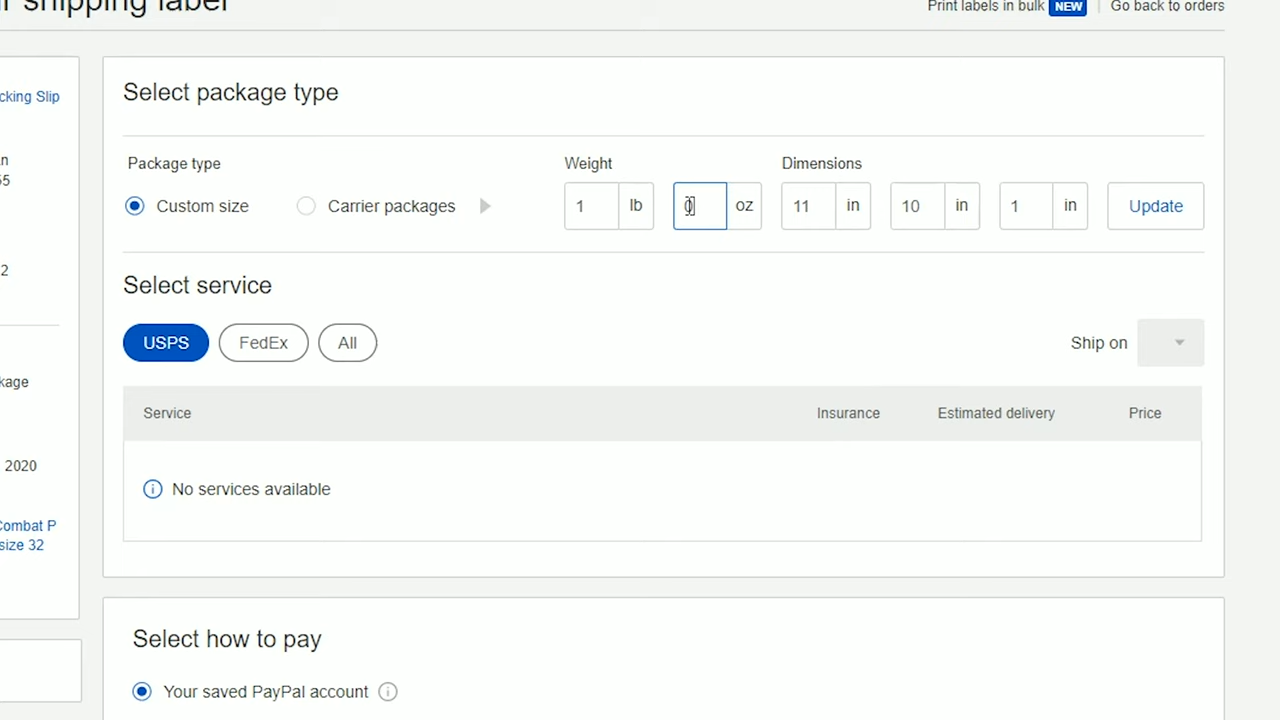 r shipping label
Print labels in bulk NEW Go back to orders
cking Slip
2
kage
2020
Combat P
size 32
Select package type
Package type Weight Dimensions
Custom size Carrier packages 1 lb 0 oz 11 in 10 in 1 in Update
Select service
USPS FedEx All Ship on
Service Insurance Estimated delivery Price
No services available
Select how to pay
Your saved PayPal account